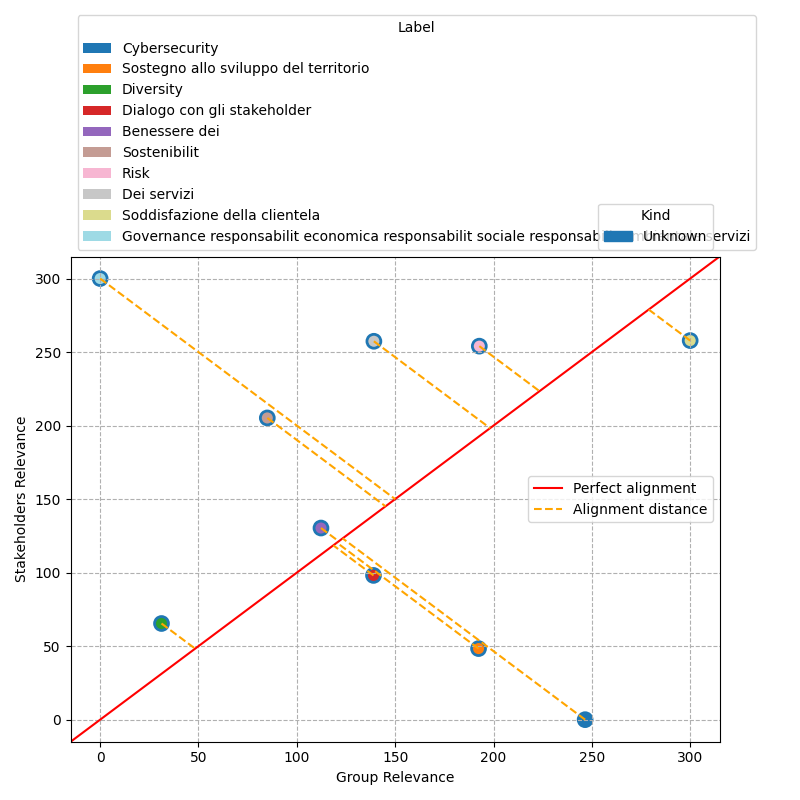 Label
Cybersecurity
Sostegno allo sviluppo del territorio
Diversity
Dialogo con gli stakeholder
Benessere dei
Sostenibilit
Risk
Dei servizi
Soddisfazione della clientela
Governance responsabilit economica responsabilit sociale servizi
Kind
Unknown
300
250
200
150
100
50
0
Stakeholders Relevance
Perfect alignment
Alignment distance
0 50 100 150 200 250 300
Group Relevance